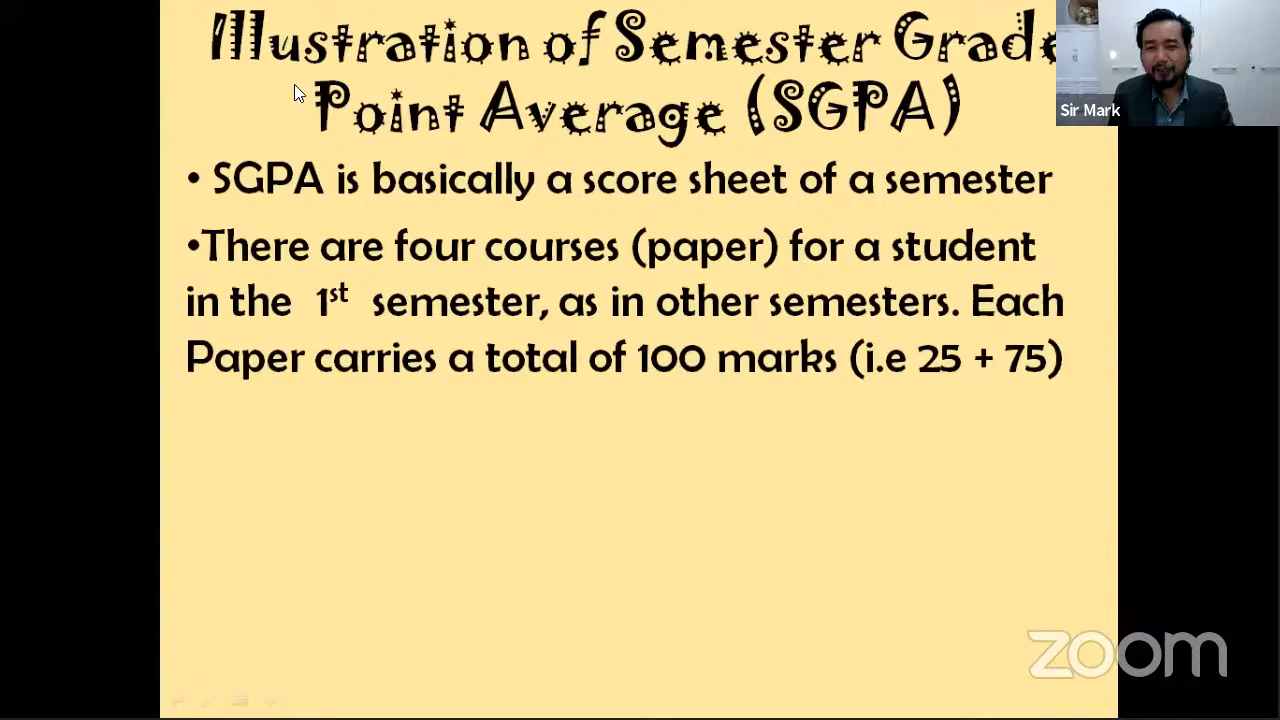 Illustration of Semester Grade
Point Average (SGPA)
Sir Mark
• SGPA is basically a score sheet of a semester
•There are four courses (paper) for a student
in the 1st semester, as in other semesters. Each
Paper carries a total of 100 marks (i.e 25 + 75)
zoom